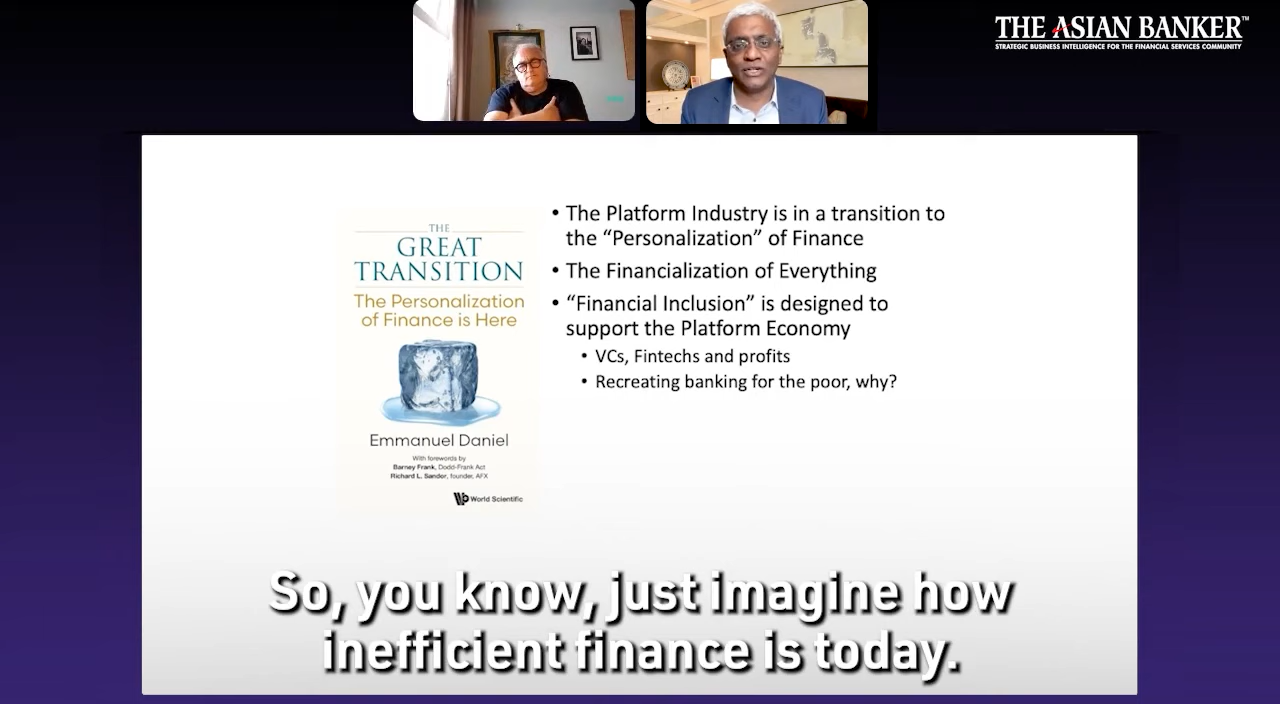 THE ASIAN BANKER™
STRATEGIC BUSINESS INTELLIGENCE FOR THE FINANCIAL SERVICES COMMUNITY
THE
GREAT
TRANSITION
The Personalization
of Finance is Here
Emmanuel Daniel
With forewords by
Barney Frank, Dodd-Frank Act
Richard L. Sandor, founder, AFX
World Scientific
• The Platform Industry is in a transition to
the “Personalization” of Finance
• The Financialization of Everything
• “Financial Inclusion” is designed to
support the Platform Economy
• VCs, Fintechs and profits
• Recreating banking for the poor, why?
So, you know, just imagine how
inefficient finance is today.